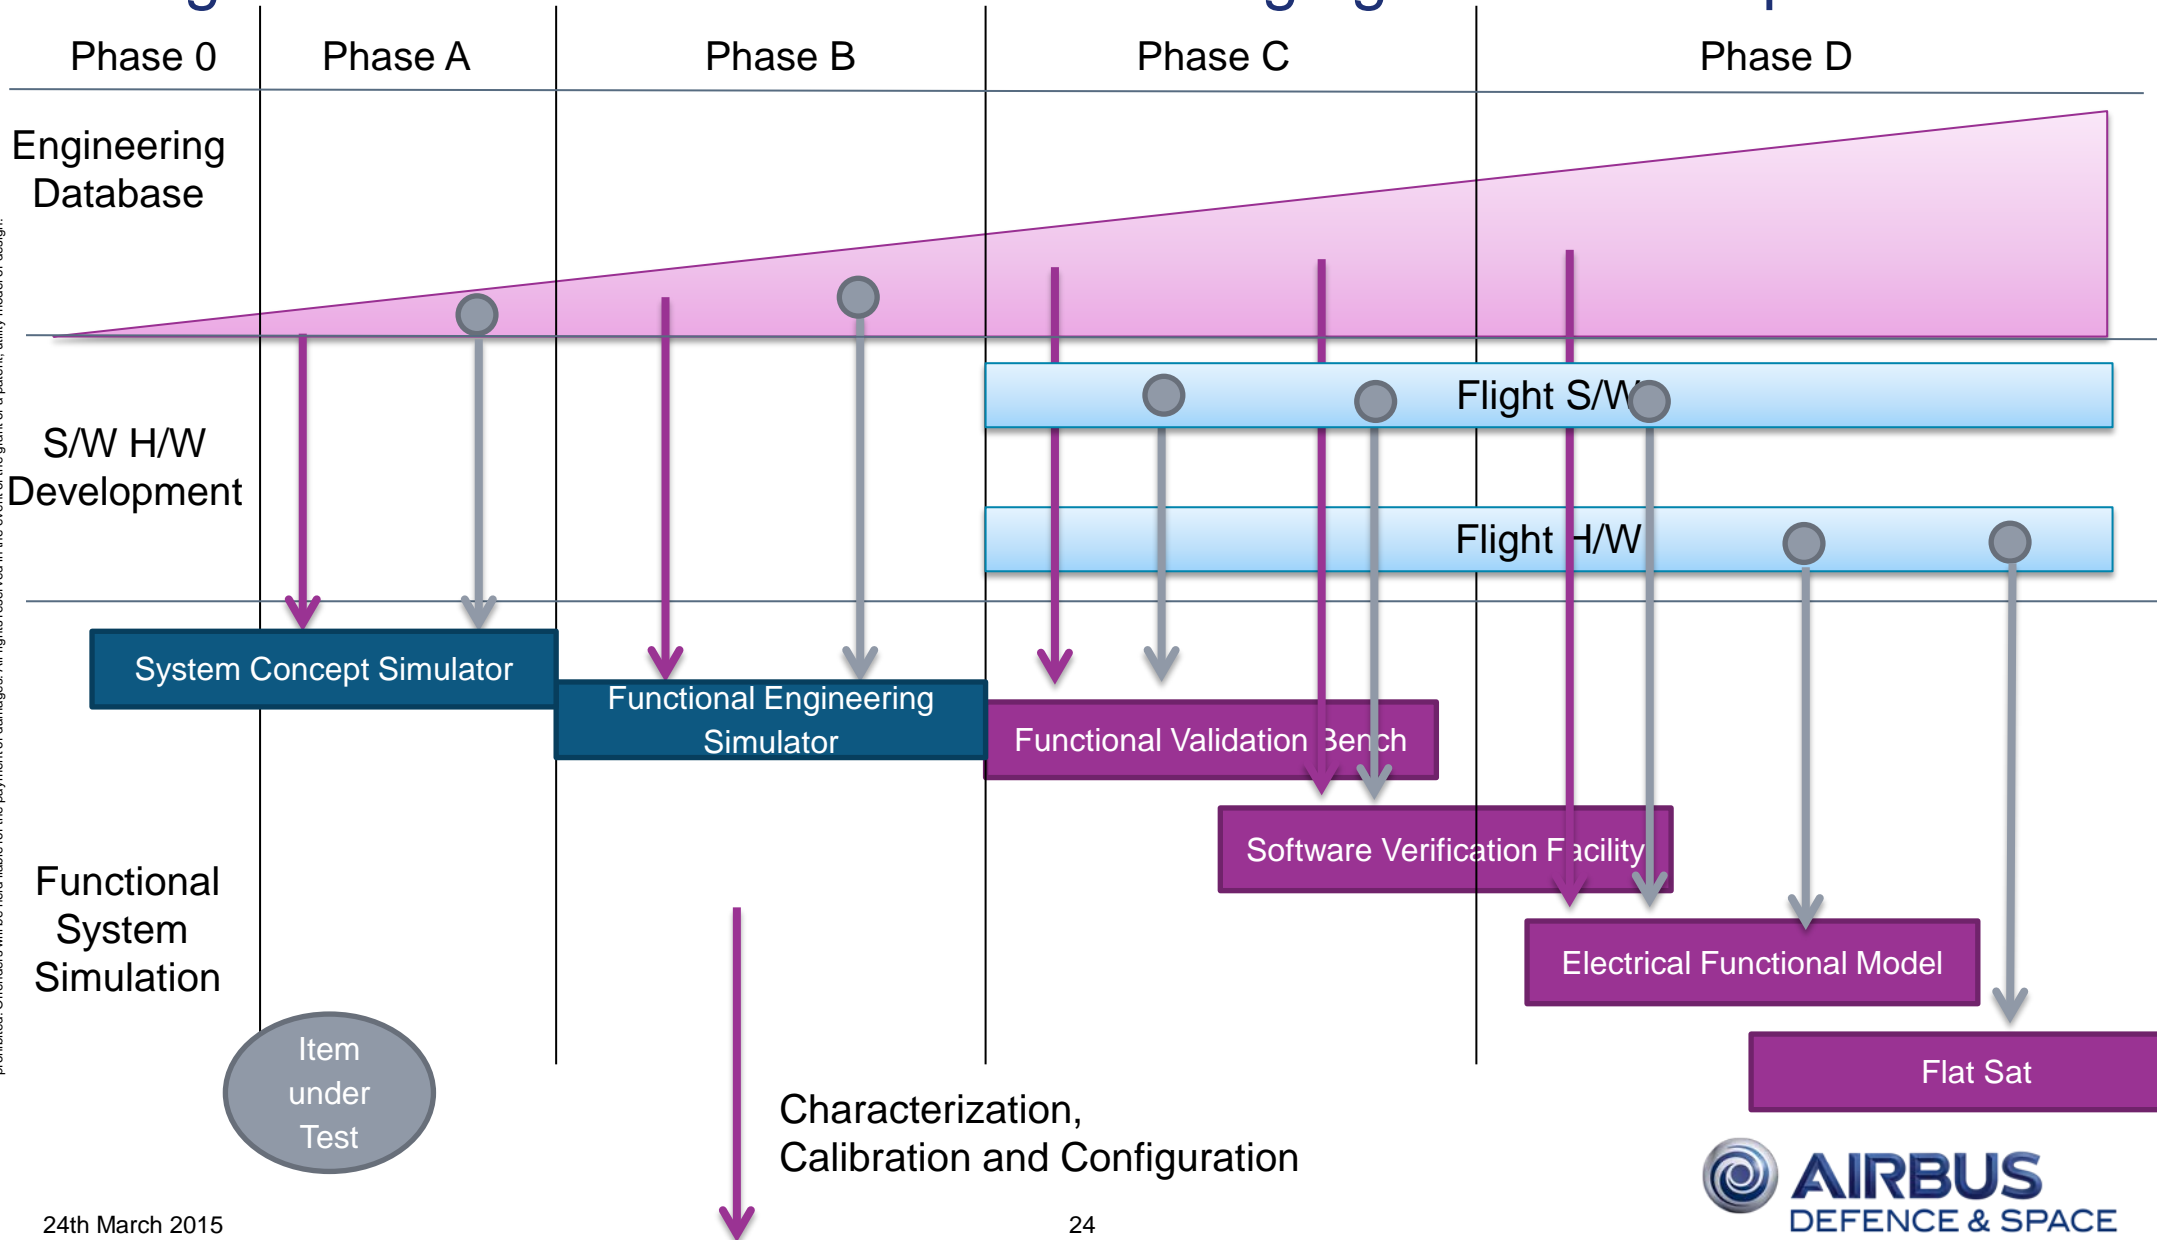 Phase 0
Phase A
Phase B
Phase C
Phase D
Engineering
Database
S/W H/W
Development
Flight S/W
Flight H/W
System Concept Simulator
Functional Engineering
Simulator
Functional Validation Bench
Software Verification Facility
Functional
System
Simulation
Electrical Functional Model
Flat Sat
Item
under
Test
Characterization,
Calibration and Configuration
24th March 2015
24
AIRBUS
DEFENCE & SPACE